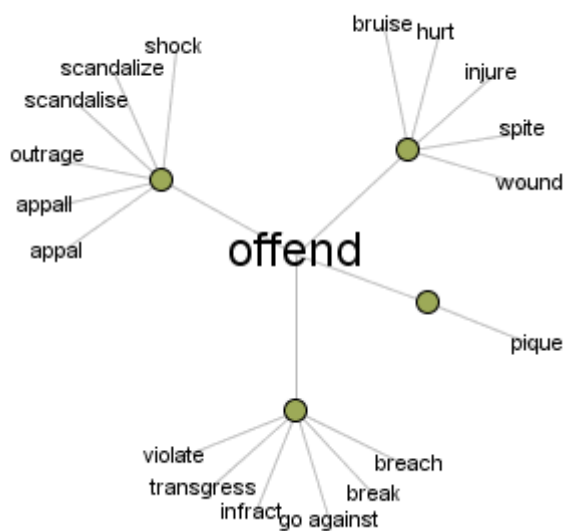 bruise
hurt
shock
scandalize
injure
scandalise
spite
outrage
wound
appall
appal
offend
pique
violate
breach
transgress
break
infract
go against